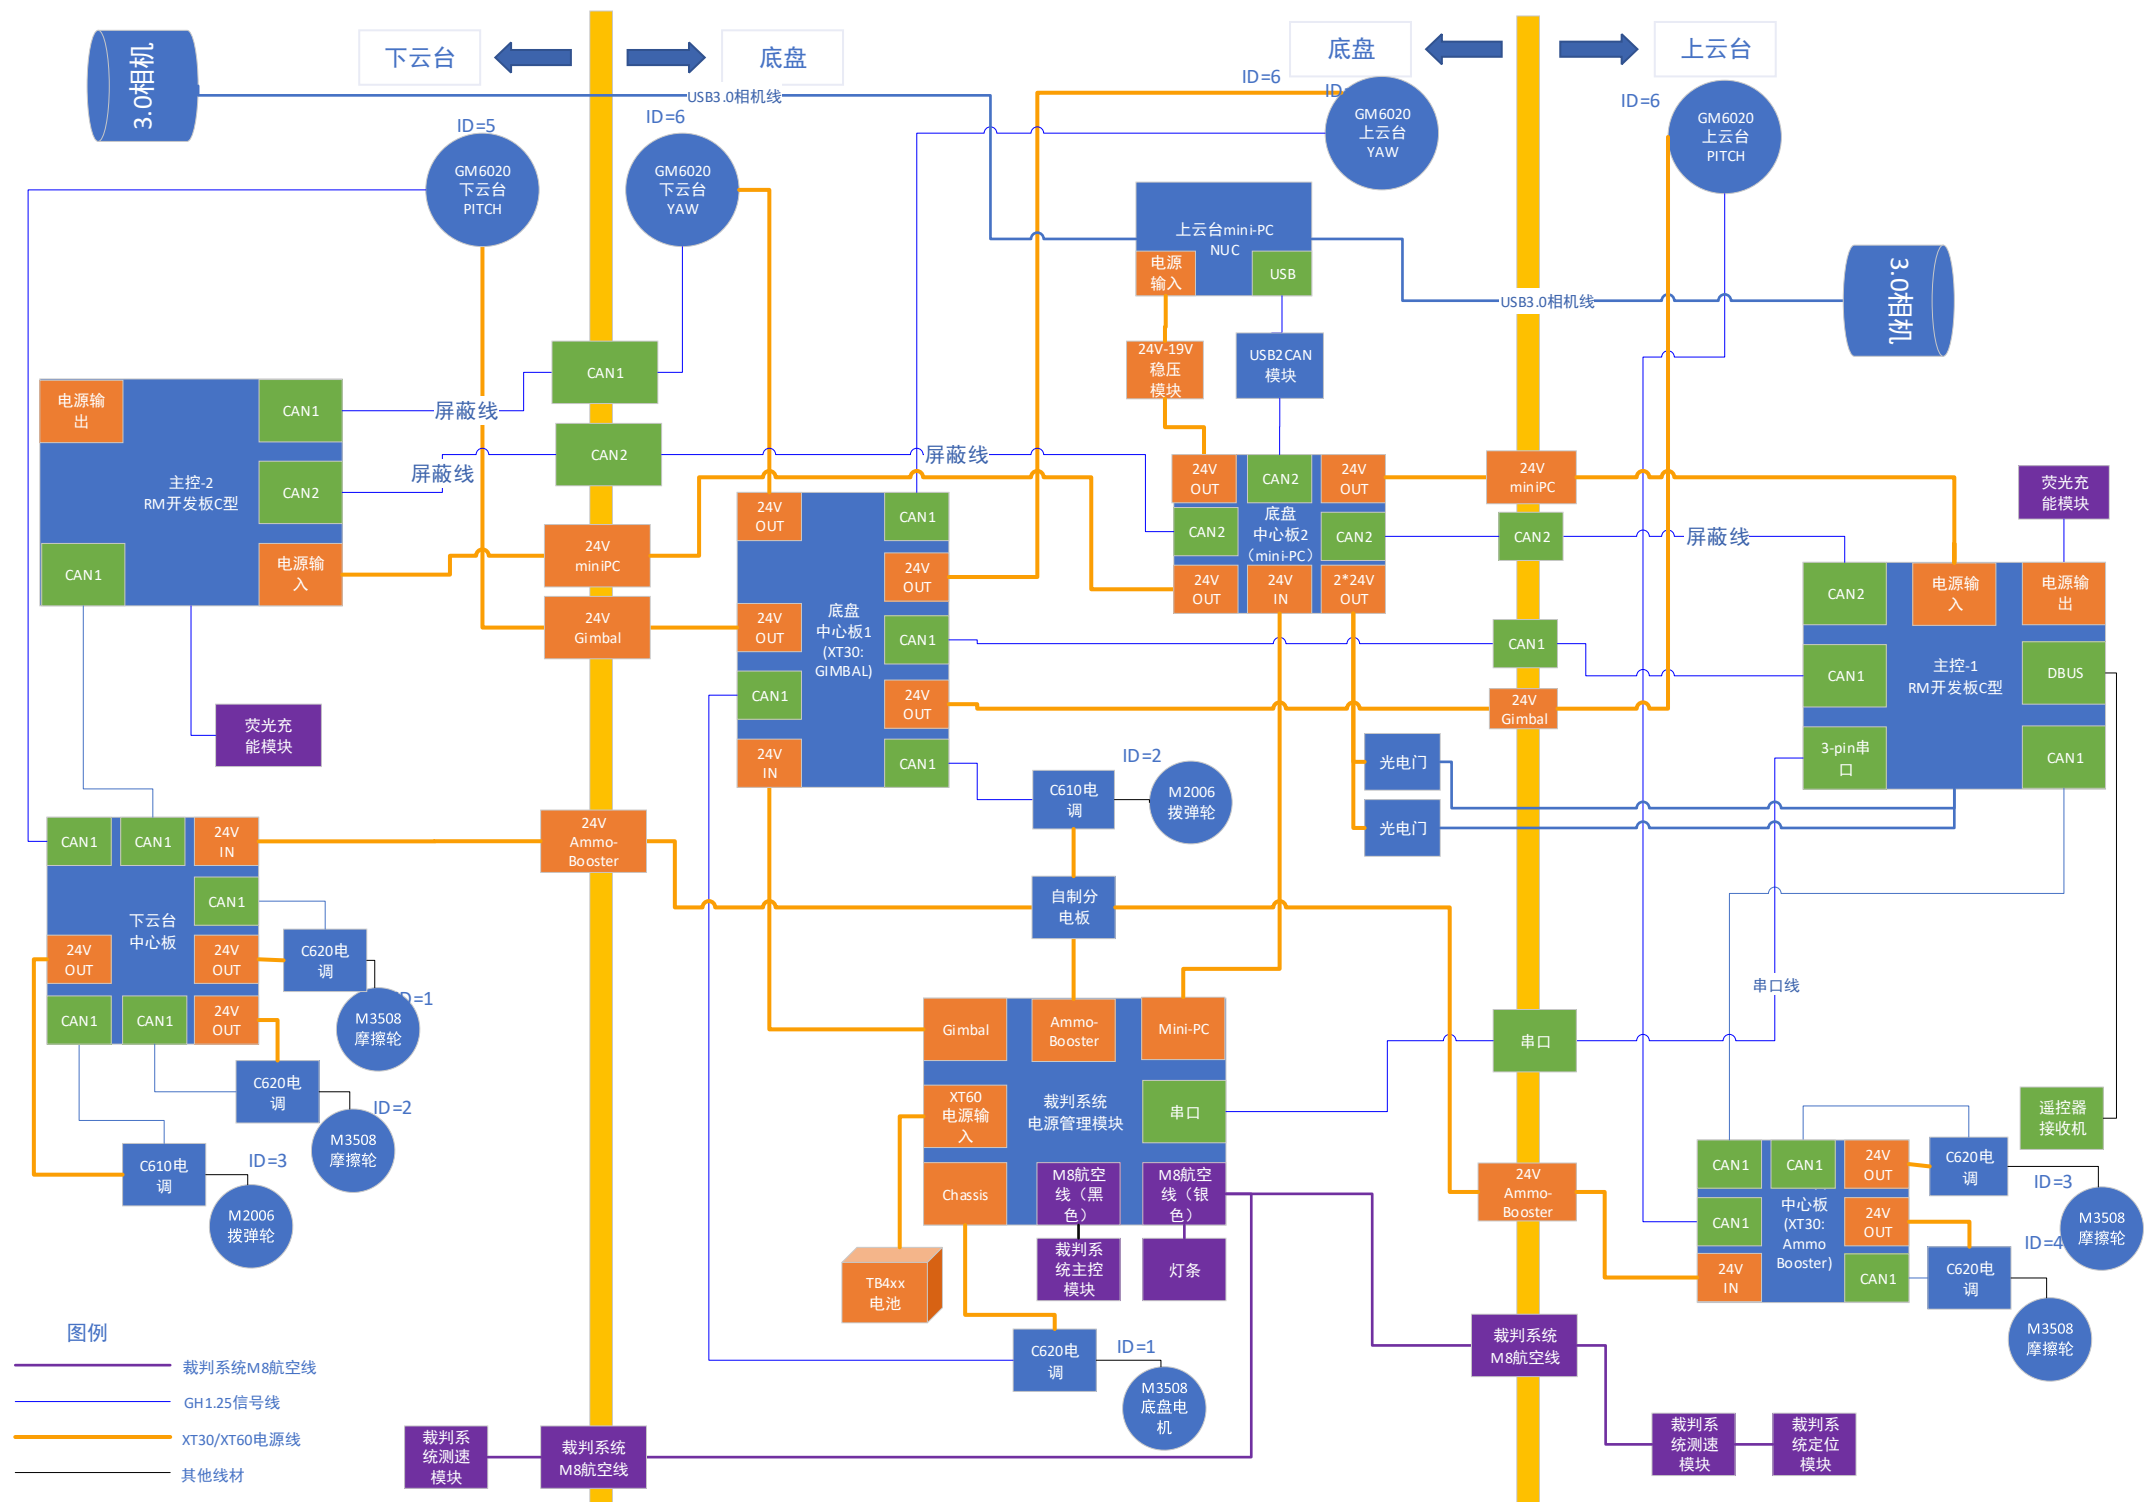 3.0相机
下云台
底盘
底盘
上云台
USB3.0相机线
ID=5
GM6020
下云台
PITCH
ID=6
GM6020
下云台
YAW
ID=6
ID=
GM6020
上云台
YAW
ID=6
GM6020
上云台
PITCH
上云台mini-PC
NUC
电源
输入
USB
USB3.0相机线
3.0相机
24V-19V
稳压
模块
USB2CAN
模块
电源输
出
CAN1
主控-2
RM开发板C型
CAN2
CAN1
电源输
入
屏蔽线
屏蔽线
CAN1
CAN2
24V
miniPC
24V
Gimbal
屏蔽线
荧光充
能模块
24V
OUT
CAN1
24V
OUT
底盘
中心板1
(XT30:
GIMBAL)
24V
OUT
CAN1
CAN1
24V
OUT
24V
IN
CAN1
24V
OUT
CAN2
24V
OUT
CAN2
底盘
中心板2
（mini-PC）
CAN2
24V
OUT
24V
IN
2*24V
OUT
24V
miniPC
CAN2
屏蔽线
CAN1
24V
Gimbal
荧光充
能模块
CAN2
电源输
入
电源输
出
主控-1
RM开发板C型
CAN1
DBUS
3-pin串
口
CAN1
光电门
光电门
C610电
调
ID=2
M2006
拨弹轮
自制分
电板
24V
Ammo-
Booster
CAN1
CAN1
24V
IN
CAN1
下云台
中心板
24V
OUT
24V
OUT
CAN1
CAN1
24V
OUT
C620电
调
ID=1
M3508
摩擦轮
C620电
调
ID=2
M3508
摩擦轮
C610电
调
ID=3
M2006
拨弹轮
Gimbal
Ammo-
Booster
Mini-PC
XT60
电源输
入
裁判系统
电源管理模块
串口
Chassis
M8航空
线（黑
色）
M8航空
线（银
色）
裁判系
统主控
模块
灯条
TB4xx
电池
C620电
调
ID=1
M3508
底盘电
机
串口
串口线
24V
Ammo-
Booster
遥控器
接收机
CAN1
CAN1
24V
OUT
CAN1
中心板
(XT30:
Ammo
Booster)
24V
OUT
24V
IN
CAN1
C620电
调
ID=3
M3508
摩擦轮
ID=4
C620电
调
M3508
摩擦轮
裁判系统
M8航空线
裁判系
统测速
模块
裁判系
统定位
模块
裁判系
统测速
模块
裁判系统
M8航空线
图例
裁判系统M8航空线
GH1.25信号线
XT30/XT60电源线
其他线材